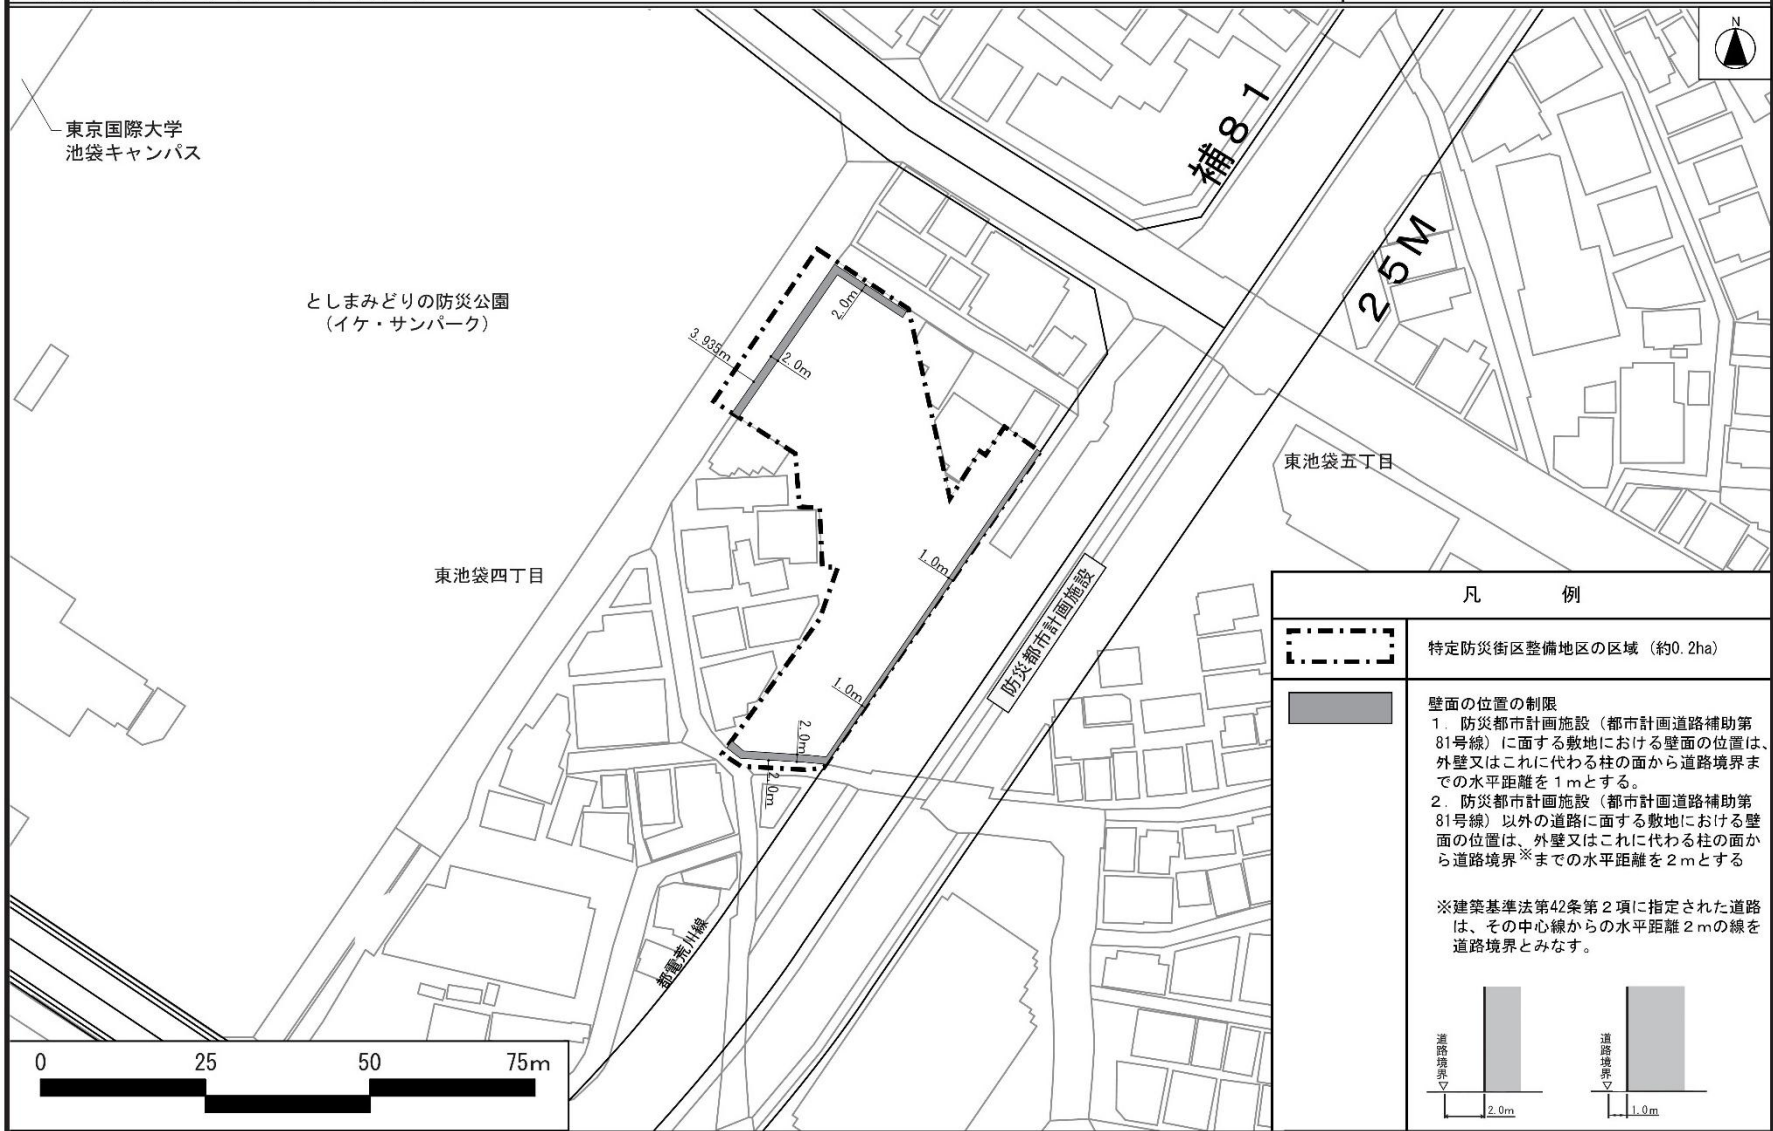 N
東京国際大学
池袋キャンパス
補81
25M
としまみどりの防災公園
（イケ・サンパーク）
2.0m
3.935m
2.0m
東池袋五丁目
東池袋四丁目
1.0m
防災都市計画施設
1.0m
2.0m
2.0m
都電荒川線
0 25 50 75m
凡 例
特定防災街区整備地区の区域（約0.2ha）
壁面の位置の制限
１．防災都市計画施設（都市計画道路補助第
81号線）に面する敷地における壁面の位置は、
外壁又はこれに代わる柱の面から道路境界ま
での水平距離を１ｍとする。
２．防災都市計画施設（都市計画道路補助第
81号線）以外の道路に面する敷地における壁
面の位置は、外壁又はこれに代わる柱の面か
ら道路境界※までの水平距離を２ｍとする
※建築基準法第42条第２項に指定された道路
は、その中心線からの水平距離２ｍの線を
道路境界とみなす。
道路境界
2.0m
道路境界
1.0m